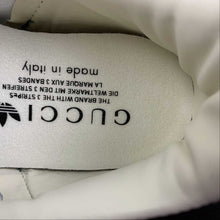 GUCCI
THE BRAND WITH THE 3 STRIPES
DIE WELTMARKE MIT DEN 3 STREIFEN
LA MARQUE AUX 3 BANDES
made in italy